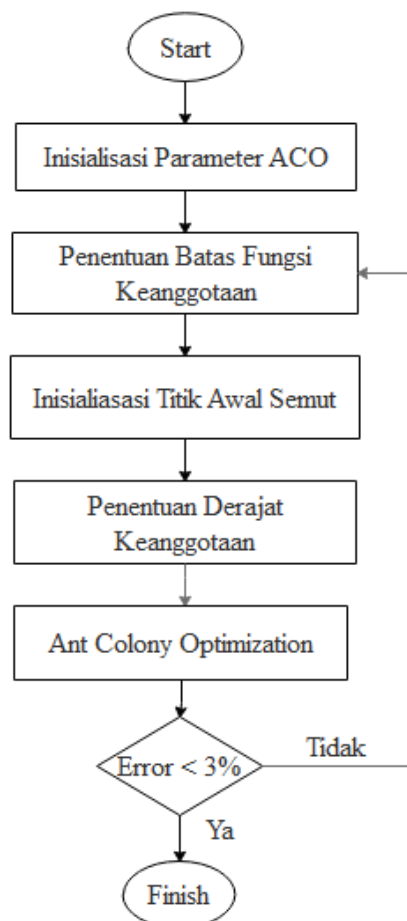 Start
Inisialisasi Parameter ACO
Penentuan Batas Fungsi
Keanggotaan
Inisialiasasi Titik Awal Semut
Penentuan Derajat
Keanggotaan
Ant Colony Optimization
Error < 3%
Tidak
Ya
Finish